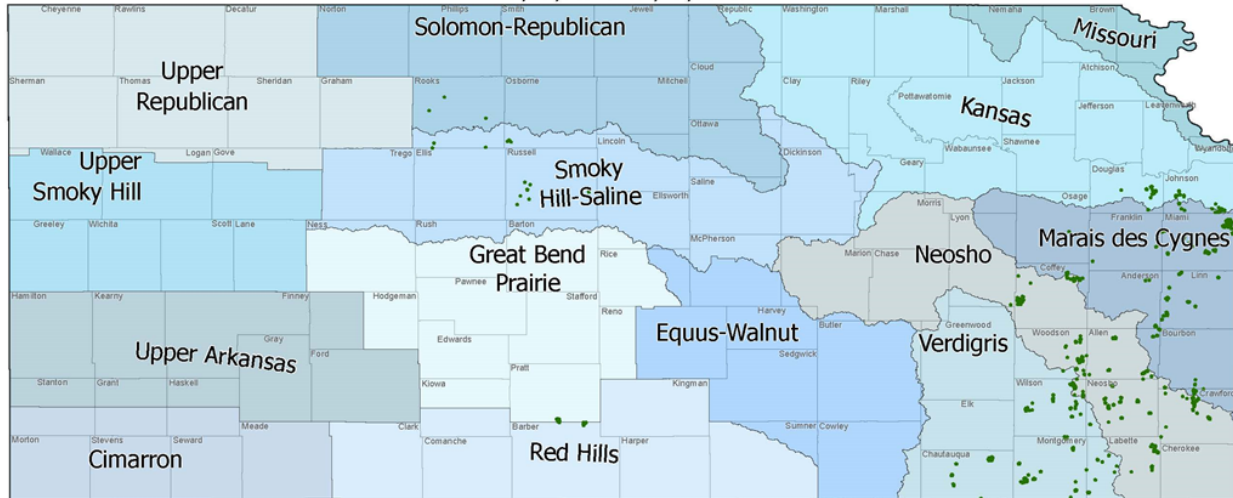 Cheyenne
Rawlins
Decatur
Norton
Phillips
Smith
Jewell
Republic
Washington
Marshall
Nemaha
Brown
Solomon-Republican
Missouri
Cloud
Atchison
Upper
Republican
Sherman
Thomas
Sheridan
Graham
Rooks
Osborne
Mitchell
Clay
Riley
Pottawatomie
Jackson
Jefferson
Leavenworth
Kansas
Ottawa
Shawnee
Wyandotte
Lincoln
Wallace
Logan
Gove
Trego
Ellis
Russell
Dickinson
Geary
Wabaunsee
Douglas
Johnson
Upper
Smoky Hill
Smoky
Hill-Saline
Saline
Ellsworth
Osage
Morris
Lyon
Franklin
Miami
Greeley
Wichita
Scott
Lane
Ness
Rush
Barton
McPherson
Marais des Cygnes
Great Bend
Prairie
Rice
Marion
Chase
Neosho
Coffey
Anderson
Linn
Pawnee
Hamilton
Kearny
Finney
Hodgeman
Stafford
Reno
Harvey
Butler
Greenwood
Woodson
Allen
Bourbon
Equus-Walnut
Verdigris
Gray
Ford
Edwards
Sedgwick
Upper Arkansas
Pratt
Stanton
Grant
Haskell
Kiowa
Kingman
Wilson
Neosho
Crawford
Elk
Meade
Clark
Barber
Sumner
Cowley
Morton
Stevens
Seward
Comanche
Harper
Montgomery
Labette
Cherokee
Cimarron
Red Hills
Chautauqua